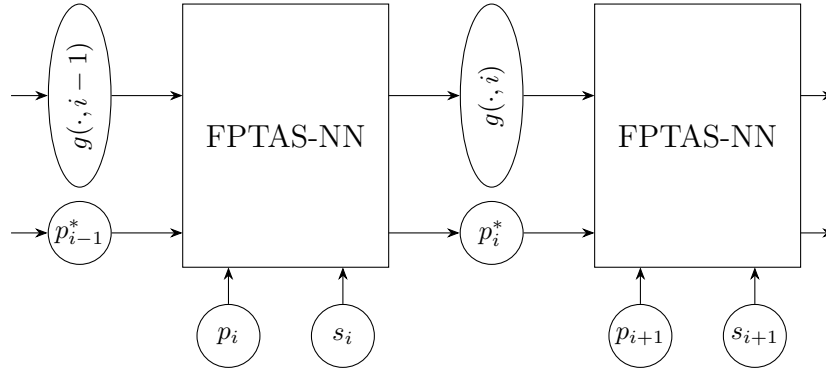 g(·, i − 1)
FPTAS-NN
g(·, i)
FPTAS-NN
p*_{i−1}
p*_i
p_i
s_i
p_{i+1}
s_{i+1}